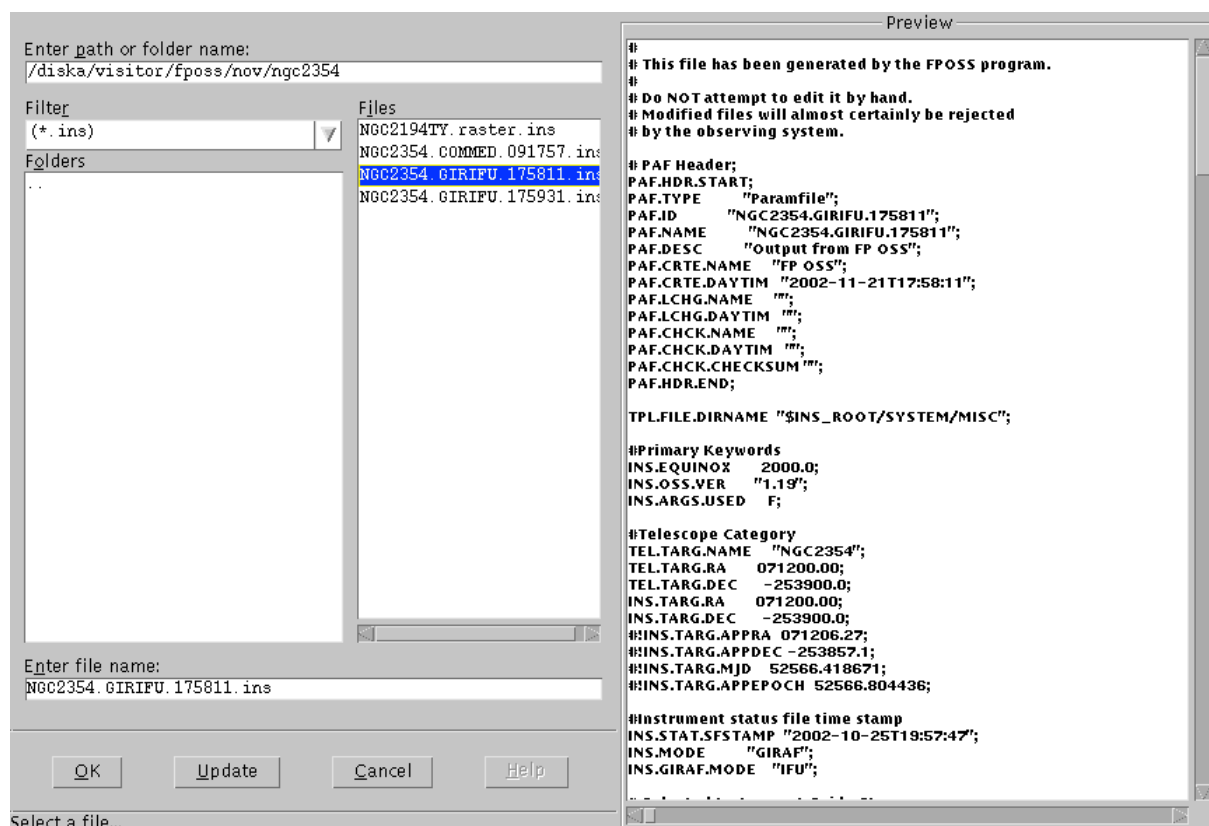 Enter path or folder name:
/diska/visitor/fposs/nov/ngc2354
Filter
(*.ins)
Folders
..
Files
NGC2194TY.raster.ins
NGC2354.COMMED.091757.ins
NGC2354.GIRIFU.175811.ins
NGC2354.GIRIFU.175931.ins
Enter file name:
NGC2354.GIRIFU.175811.ins
OK
Update
Cancel
Help
Select a file...
Preview
#
# This file has been generated by the FPOSS program.
#
# Do NOT attempt to edit it by hand.
# Modified files will almost certainly be rejected
# by the observing system.
# PAF Header;
PAF.HDR.START;
PAF.TYPE "Paramfile";
PAF.ID "NGC2354.GIRIFU.175811";
PAF.NAME "NGC2354.GIRIFU.175811";
PAF.DESC "Output from FP OSS";
PAF.CRTE.NAME "FP OSS";
PAF.CRTE.DAYTIM "2002-11-21T17:58:11";
PAF.LCHG.NAME "";
PAF.LCHG.DAYTIM "";
PAF.CHCK.NAME "";
PAF.CHCK.DAYTIM "";
PAF.CHCK.CHECKSUM "";
PAF.HDR.END;
TPL.FILE.DIRNAME "$INS_ROOT/SYSTEM/MISC";
#Primary Keywords
INS.EQUINOX 2000.0;
INS.OSS.VER "1.19";
INS.ARGS.USED F;
#Telescope Category
TEL.TARG.NAME "NGC2354";
TEL.TARG.RA 071200.00;
TEL.TARG.DEC -253900.0;
INS.TARG.RA 071200.00;
INS.TARG.DEC -253900.0;
#!INS.TARG.APPRA 071206.27;
#!INS.TARG.APPDEC -253857.1;
#!INS.TARG.MJD 52566.418671;
#!INS.TARG.APPEPOCH 52566.804436;
#Instrument status file time stamp
INS.STAT.SFSTAMP "2002-10-25T19:57:47";
INS.MODE "GIRAF";
INS.GIRAF.MODE "IFU";